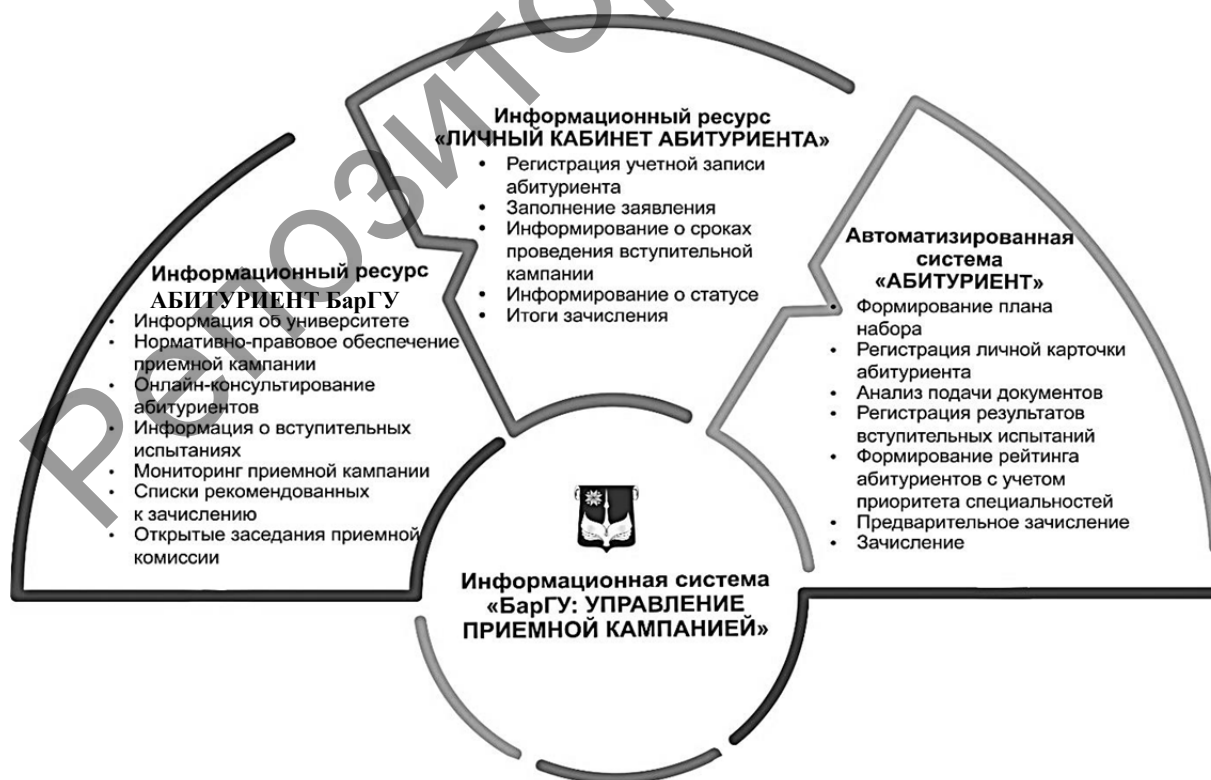 Репозитор
Информационный ресурс
«ЛИЧНЫЙ КАБИНЕТ АБИТУРИЕНТА»
• Регистрация учетной записи
абитуриента
• Заполнение заявления
• Информирование о сроках
проведения вступительной
кампании
• Информирование о статусе
• Итоги зачисления
Информационный ресурс
АБИТУРИЕНТ БарГУ
• Информация об университете
• Нормативно-правовое обеспечение
приемной кампании
• Онлайн-консультирование
абитуриентов
• Информация о вступительных
испытаниях
• Мониторинг приемной кампании
• Списки рекомендованных
к зачислению
• Открытые заседания приемной
комиссии
Автоматизированная
система
«АБИТУРИЕНТ»
• Формирование плана
набора
• Регистрация личной карточки
абитуриента
• Анализ подачи документов
• Регистрация результатов
вступительных испытаний
• Формирование рейтинга
абитуриентов с учетом
приоритета специальностей
• Предварительное зачисление
• Зачисление
Информационная система
«БарГУ: УПРАВЛЕНИЕ
ПРИЕМНОЙ КАМПАНИЕЙ»